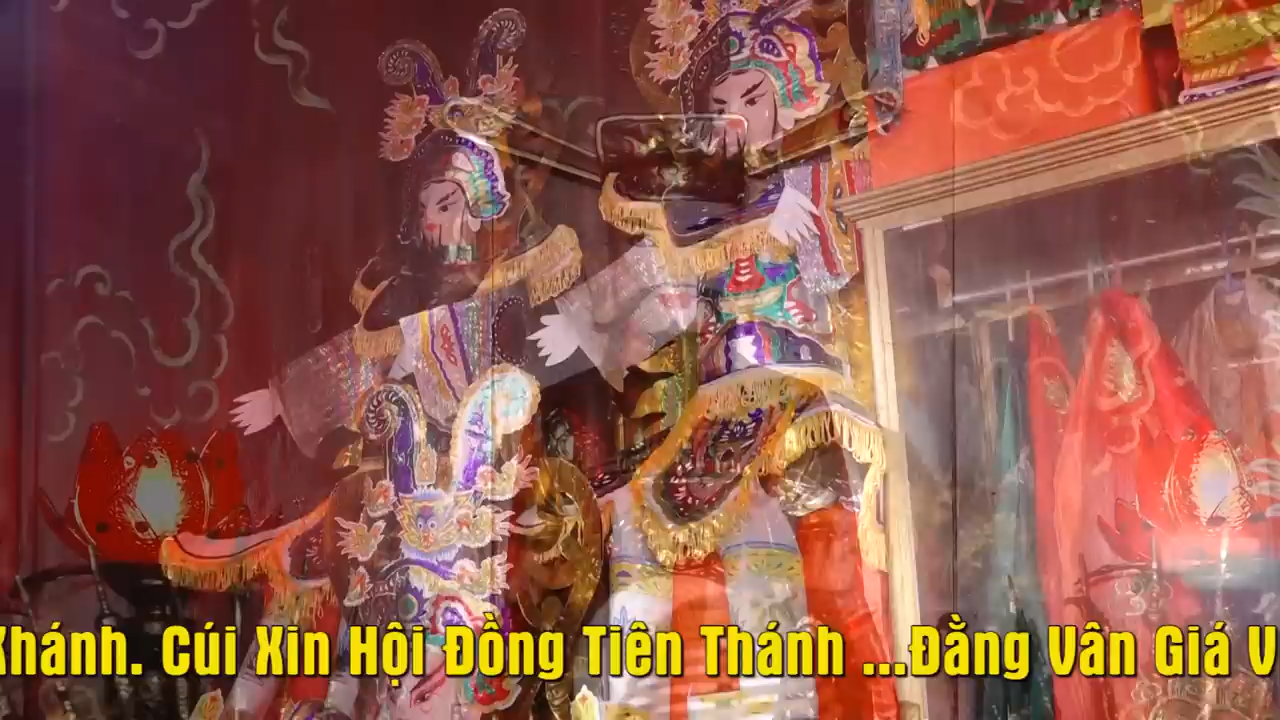 Khánh. Cúi Xin Hội Đồng Tiên Thánh ...Đằng Vân Giá V